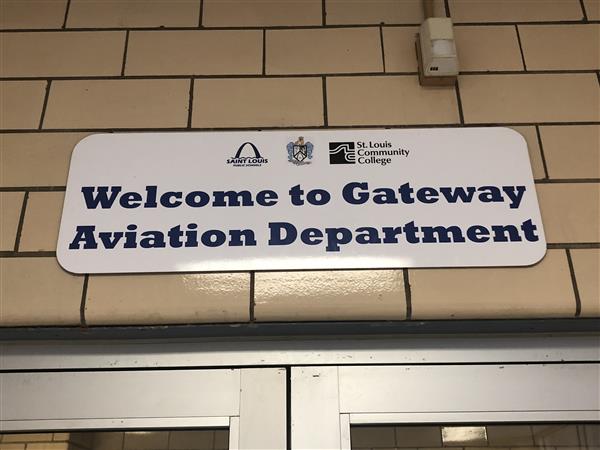 SAINT LOUIS
PUBLIC SCHOOLS
St. Louis
Community
College
Welcome to Gateway
Aviation Department